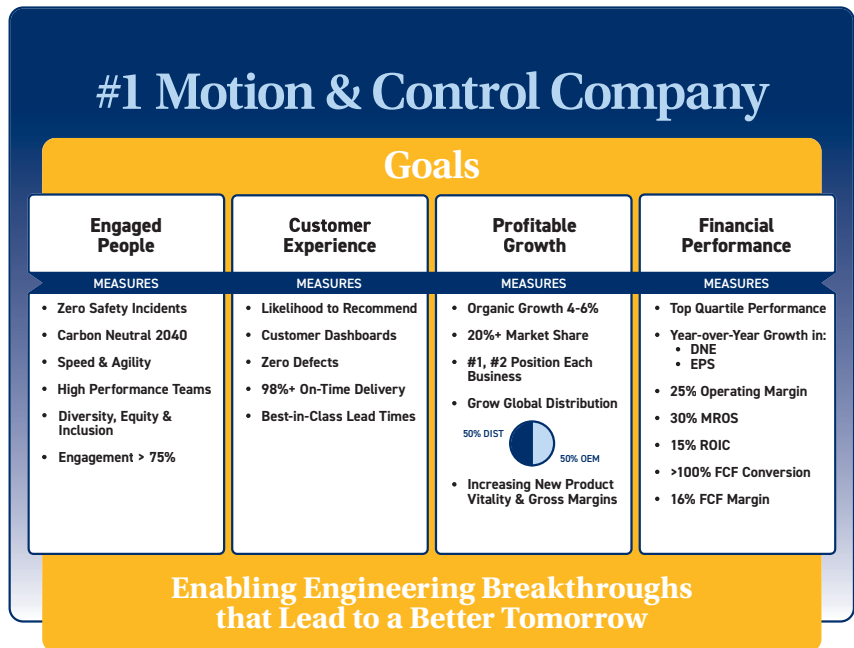 #1 Motion & Control Company
Goals
Engaged
People
MEASURES
• Zero Safety Incidents
• Carbon Neutral 2040
• Speed & Agility
• High Performance Teams
• Diversity, Equity &
Inclusion
• Engagement > 75%
Customer
Experience
MEASURES
• Likelihood to Recommend
• Customer Dashboards
• Zero Defects
• 98%+ On-Time Delivery
• Best-in-Class Lead Times
Profitable
Growth
MEASURES
• Organic Growth 4-6%
• 20%+ Market Share
• #1, #2 Position Each
Business
• Grow Global Distribution
50% DIST
50% OEM
• Increasing New Product
Vitality & Gross Margins
Financial
Performance
MEASURES
• Top Quartile Performance
• Year-over-Year Growth in:
• DNE
• EPS
• 25% Operating Margin
• 30% MROS
• 15% ROIC
• >100% FCF Conversion
• 16% FCF Margin
Enabling Engineering Breakthroughs
that Lead to a Better Tomorrow